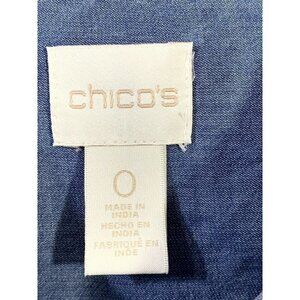 chico's
0
MADE IN
INDIA
HECHO EN
INDIA
FABRIQUÉ EN
INDE